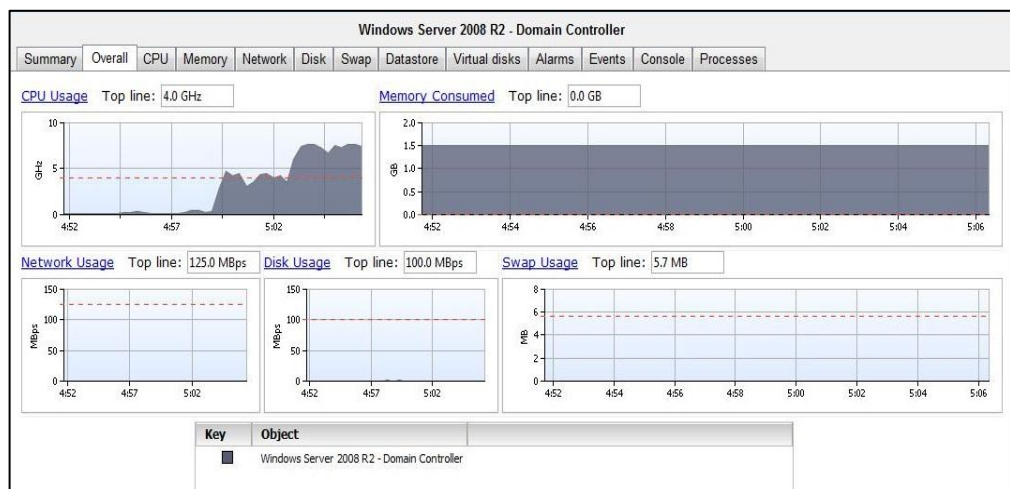 Windows Server 2008 R2 - Domain Controller
Summary Overall CPU Memory Network Disk Swap Datastore Virtual disks Alarms Events Console Processes
CPU Usage Top line: 4.0 GHz Memory Consumed Top line: 0.0 GB
10
5
0
GHz
4:52 4:57 5:02
2.0
1.5
1.0
0.5
0.0
GB
4:52 4:54 4:56 4:58 5:00 5:02 5:04 5:06
Network Usage Top line: 125.0 MBps Disk Usage Top line: 100.0 MBps Swap Usage Top line: 5.7 MB
150
100
50
0
MBps
4:52 4:57 5:02
150
100
50
0
MBps
4:52 4:57 5:02
8
6
4
2
0
MB
4:52 4:54 4:56 4:58 5:00 5:02 5:04 5:06
Key Object
Windows Server 2008 R2 - Domain Controller